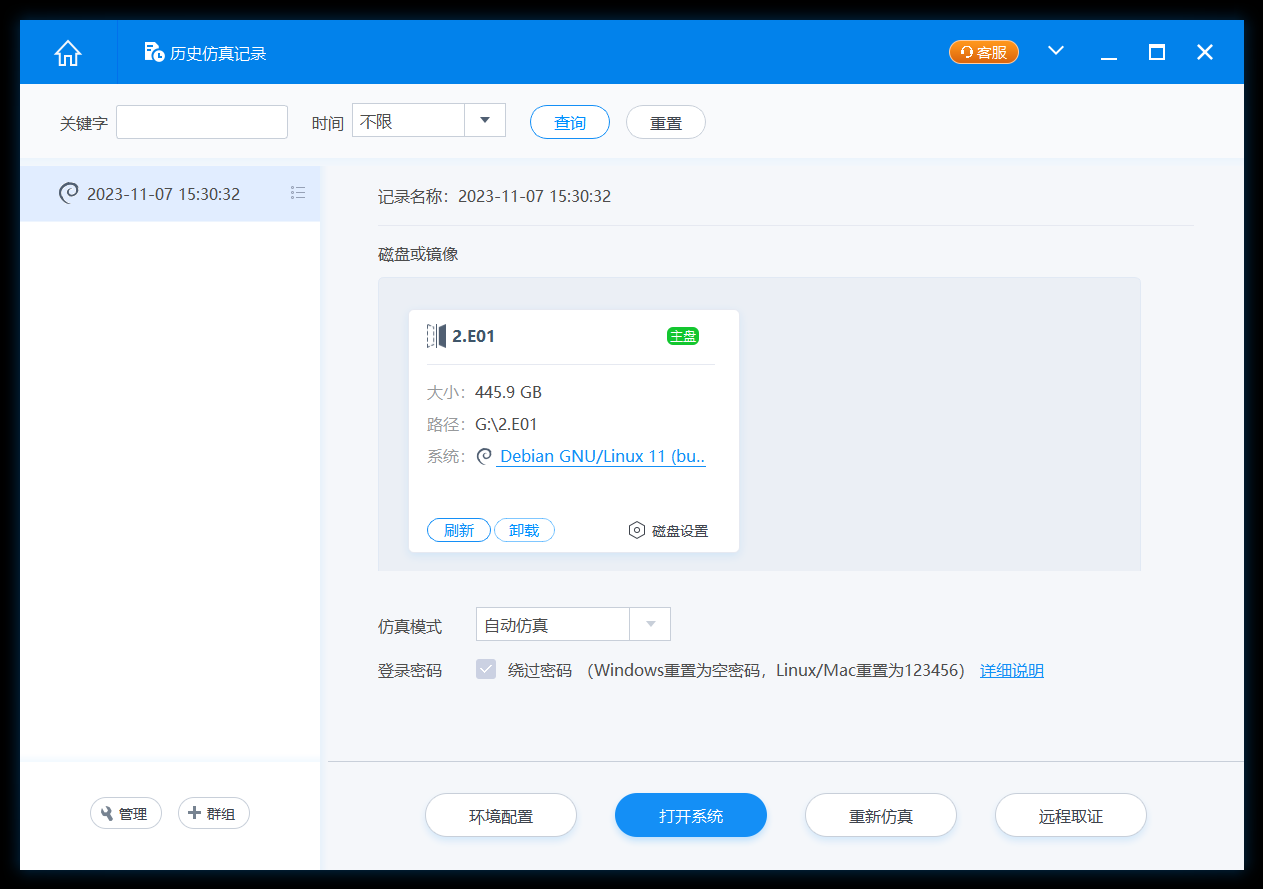 历史仿真记录
客服
关键字
时间 不限
查询
重置
2023-11-07 15:30:32
记录名称：2023-11-07 15:30:32
磁盘或镜像
2.E01
主盘
大小：445.9 GB
路径：G:\2.E01
系统：Debian GNU/Linux 11 (bu..
刷新
卸载
磁盘设置
仿真模式 自动仿真
登录密码 绕过密码 （Windows重置为空密码，Linux/Mac重置为123456） 详细说明
管理
群组
环境配置
打开系统
重新仿真
远程取证